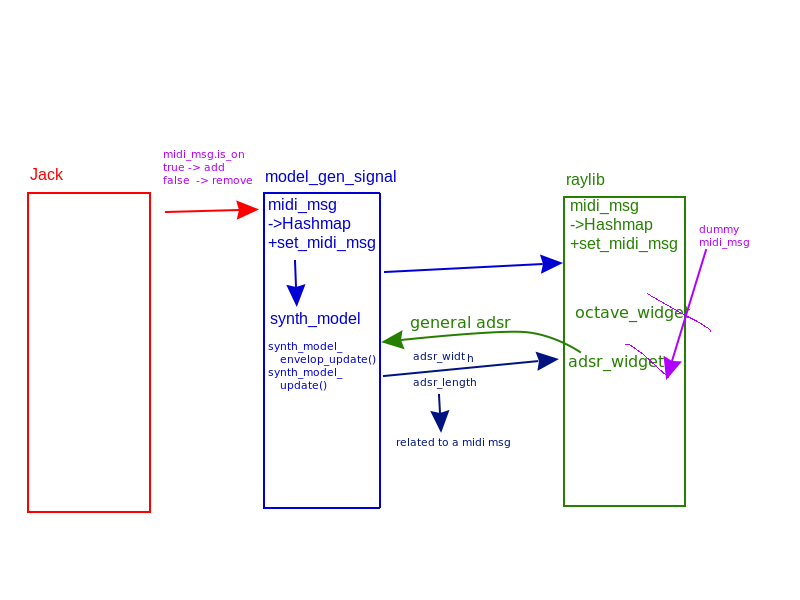 midi_msg.is_on
true -> add
false -> remove
Jack
model_gen_signal
raylib
midi_msg
->Hashmap
+set_midi_msg
midi_msg
->Hashmap
+set_midi_msg
dummy
midi_msg
synth_model
octave_widget
general adsr
synth_model_
envelop_update()
synth_model_
update()
adsr_width
adsr_widget
adsr_length
related to a midi msg